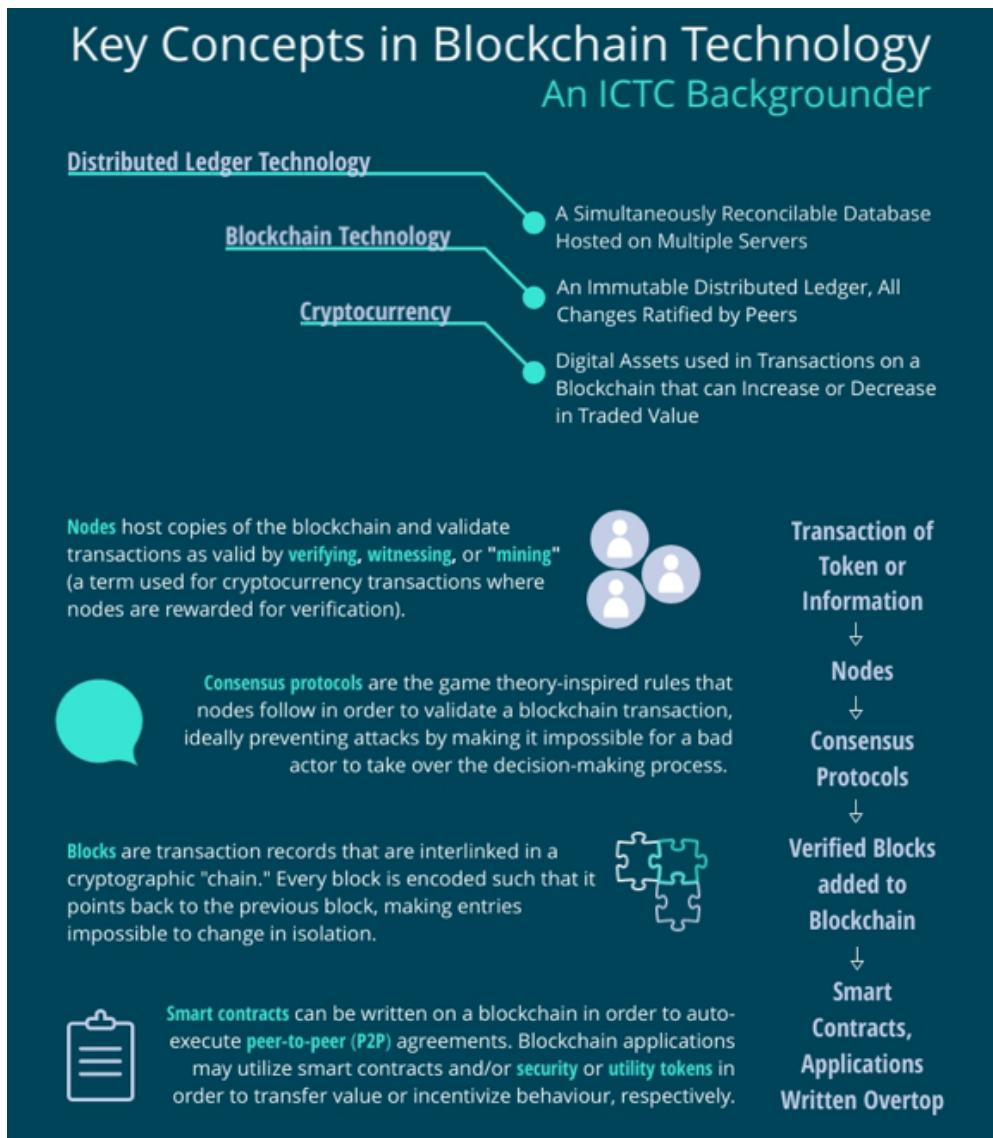 Key Concepts in Blockchain Technology
An ICTC Backgrounder
Distributed Ledger Technology
A Simultaneously Reconcilable Database
Hosted on Multiple Servers
Blockchain Technology
An Immutable Distributed Ledger, All
Changes Ratified by Peers
Cryptocurrency
Digital Assets used in Transactions on a
Blockchain that can Increase or Decrease
in Traded Value
Nodes host copies of the blockchain and validate
transactions as valid by verifying, witnessing, or "mining"
(a term used for cryptocurrency transactions where
nodes are rewarded for verification).
Consensus protocols are the game theory-inspired rules that
nodes follow in order to validate a blockchain transaction,
ideally preventing attacks by making it impossible for a bad
actor to take over the decision-making process.
Blocks are transaction records that are interlinked in a
cryptographic "chain." Every block is encoded such that it
points back to the previous block, making entries
impossible to change in isolation.
Smart contracts can be written on a blockchain in order to auto-
execute peer-to-peer (P2P) agreements. Blockchain applications
may utilize smart contracts and/or security or utility tokens in
order to transfer value or incentivize behaviour, respectively.
Transaction of
Token or
Information
Nodes
Consensus
Protocols
Verified Blocks
added to
Blockchain
Smart
Contracts,
Applications
Written Overtop